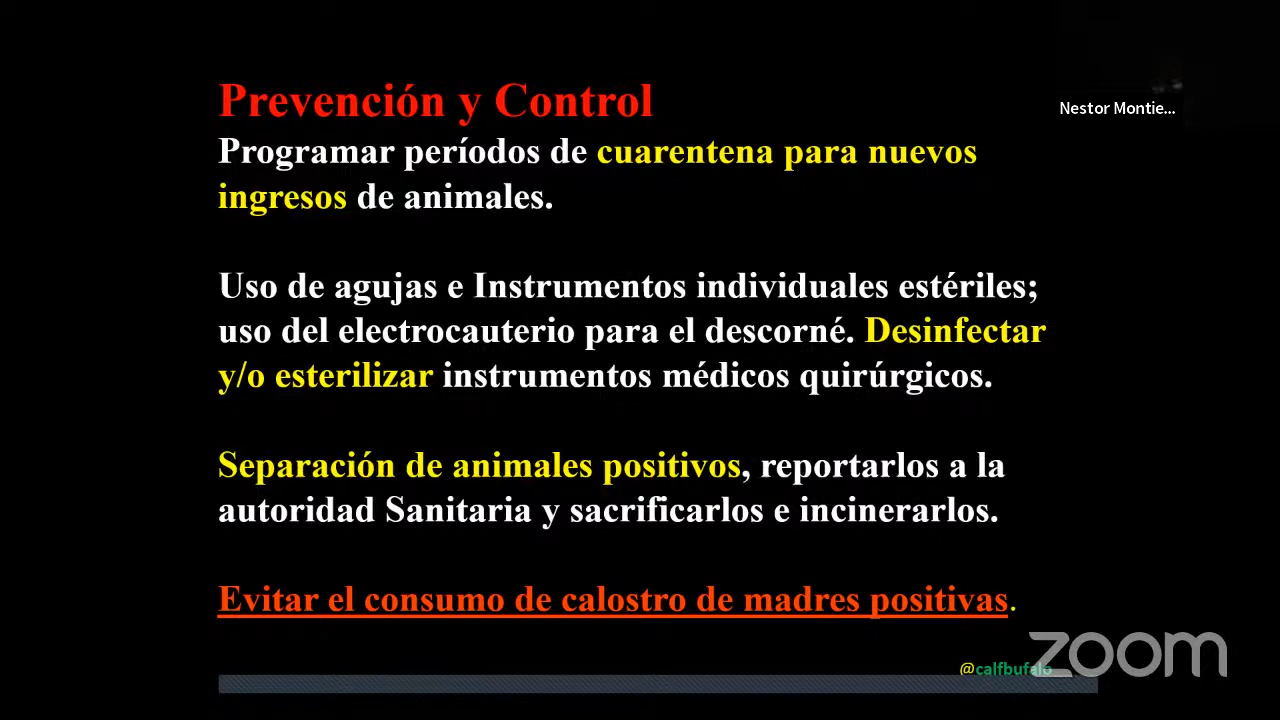 Prevención y Control
Nestor Montie...
Programar períodos de cuarentena para nuevos
ingresos de animales.
Uso de agujas e Instrumentos individuales estériles;
uso del electrocauterio para el descorné. Desinfectar
y/o esterilizar instrumentos médicos quirúrgicos.
Separación de animales positivos, reportarlos a la
autoridad Sanitaria y sacrificarlos e incinerarlos.
Evitar el consumo de calostro de madres positivas.
@calfbufalo
zoom